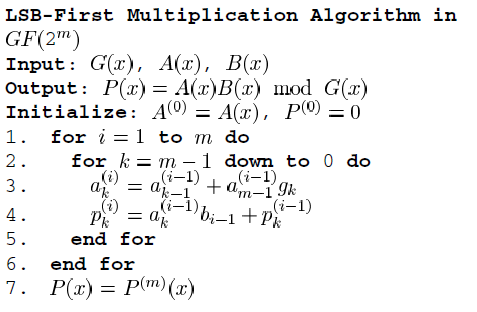 LSB-First Multiplication Algorithm in
GF(2^m)
Input: G(x), A(x), B(x)
Output: P(x) = A(x)B(x) mod G(x)
Initialize: A^{(0)} = A(x), P^{(0)} = 0
1. for i = 1 to m do
2. for k = m − 1 down to 0 do
3. a_k^{(i)} = a_{k−1}^{(i−1)} + a_{m−1}^{(i−1)} g_k
4. p_k^{(i)} = a_k^{(i−1)} b_{i−1} + p_k^{(i−1)}
5. end for
6. end for
7. P(x) = P^{(m)}(x)